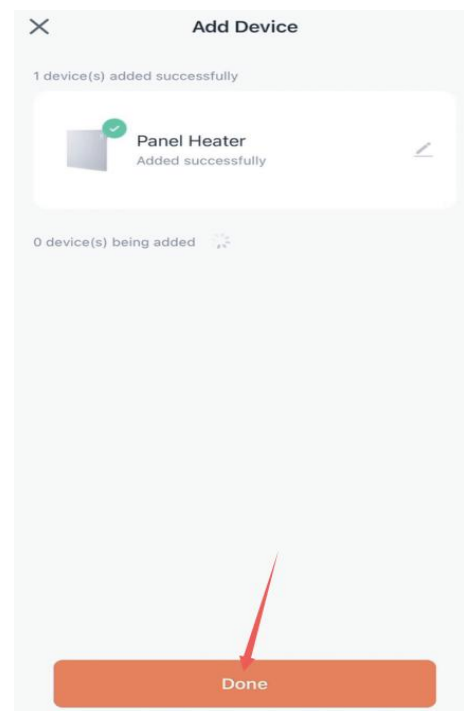 Add Device
1 device(s) added successfully
Panel Heater
Added successfully
0 device(s) being added
Done